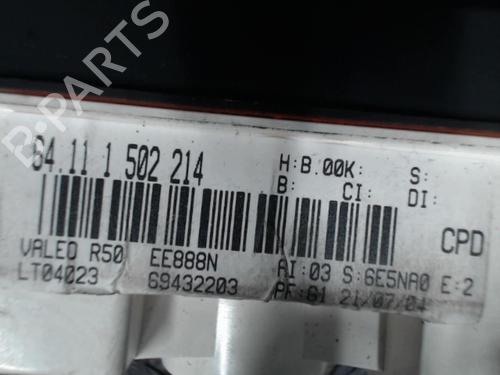 64.11 1 502 214
H:B.00K: S:
B: CI: DI:
CPD
VALEO R50 EE888N
LT04023 69432203
AI:03 S:6E5NA0 E:2
PF:G1 21/07/04
B-PARTS